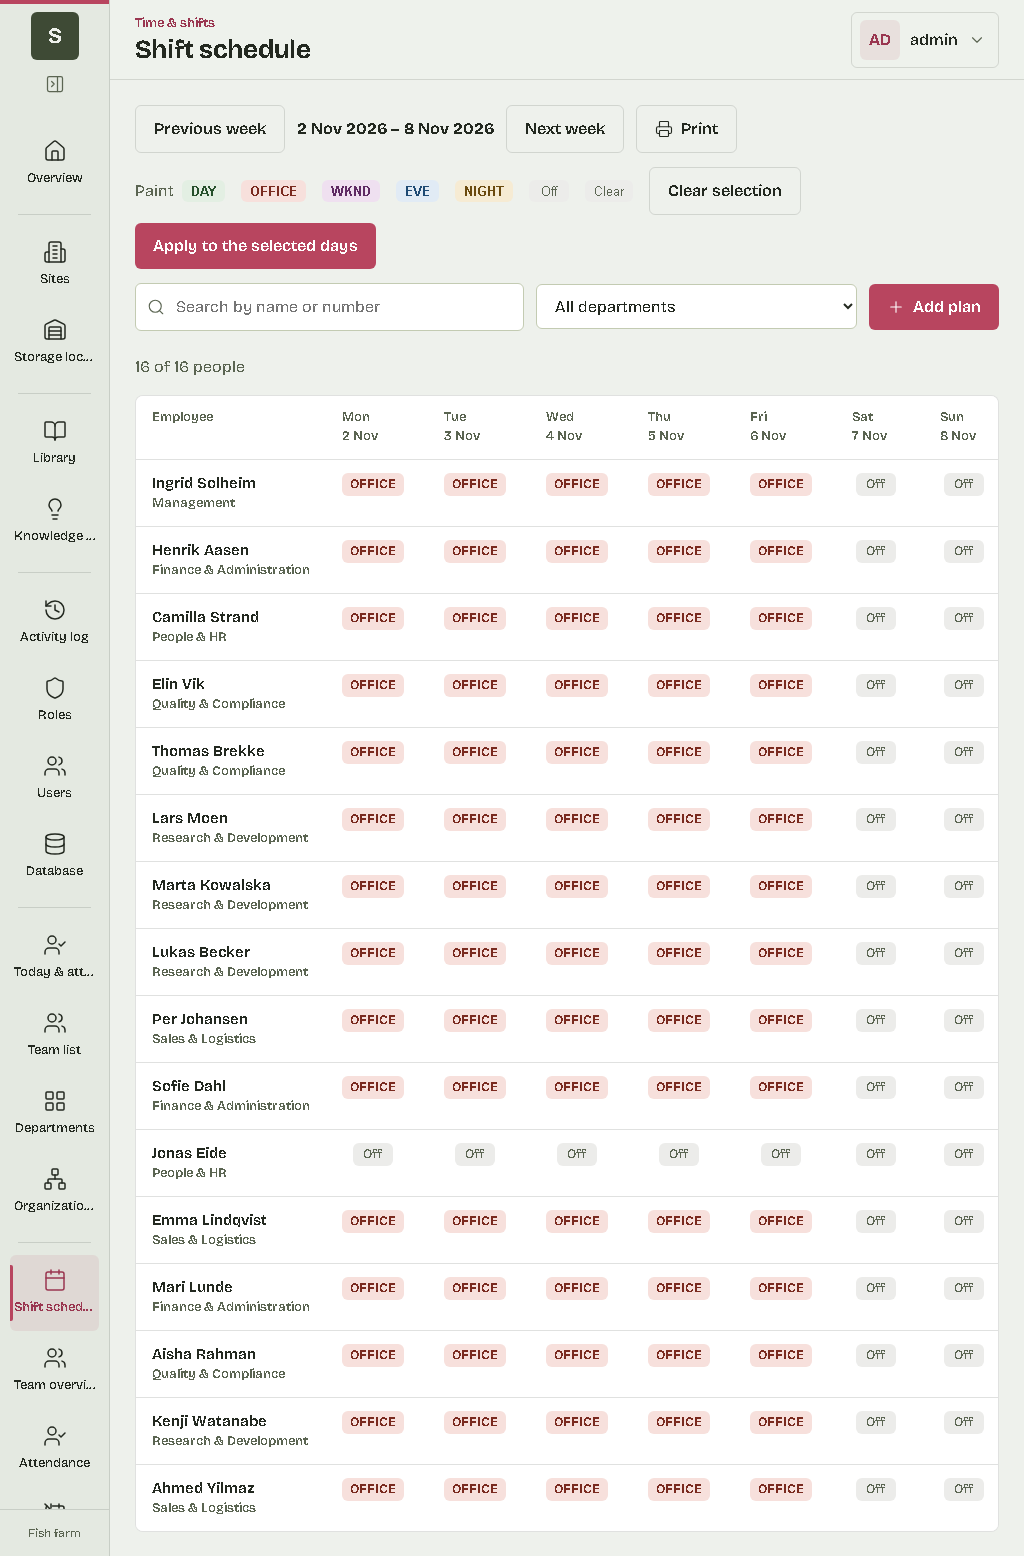 S
Overview
Sites
Storage loc...
Library
Knowledge ...
Activity log
Roles
Users
Database
Today & att...
Team list
Departments
Organizatio...
Shift sched...
Team overvi...
Attendance
Fish farm
Time & shifts
Shift schedule
AD admin
Previous week 2 Nov 2026 – 8 Nov 2026 Next week Print
Paint DAY OFFICE WKND EVE NIGHT Off Clear Clear selection
Apply to the selected days
Search by name or number All departments Add plan
16 of 16 people
Employee Mon Tue Wed Thu Fri Sat Sun
2 Nov 3 Nov 4 Nov 5 Nov 6 Nov 7 Nov 8 Nov
Ingrid Solheim OFFICE OFFICE OFFICE OFFICE OFFICE Off Off
Management
Henrik Aasen OFFICE OFFICE OFFICE OFFICE OFFICE Off Off
Finance & Administration
Camilla Strand OFFICE OFFICE OFFICE OFFICE OFFICE Off Off
People & HR
Elin Vik OFFICE OFFICE OFFICE OFFICE OFFICE Off Off
Quality & Compliance
Thomas Brekke OFFICE OFFICE OFFICE OFFICE OFFICE Off Off
Quality & Compliance
Lars Moen OFFICE OFFICE OFFICE OFFICE OFFICE Off Off
Research & Development
Marta Kowalska OFFICE OFFICE OFFICE OFFICE OFFICE Off Off
Research & Development
Lukas Becker OFFICE OFFICE OFFICE OFFICE OFFICE Off Off
Research & Development
Per Johansen OFFICE OFFICE OFFICE OFFICE OFFICE Off Off
Sales & Logistics
Sofie Dahl OFFICE OFFICE OFFICE OFFICE OFFICE Off Off
Finance & Administration
Jonas Eide Off Off Off Off Off Off Off
People & HR
Emma Lindqvist OFFICE OFFICE OFFICE OFFICE OFFICE Off Off
Sales & Logistics
Mari Lunde OFFICE OFFICE OFFICE OFFICE OFFICE Off Off
Finance & Administration
Aisha Rahman OFFICE OFFICE OFFICE OFFICE OFFICE Off Off
Quality & Compliance
Kenji Watanabe OFFICE OFFICE OFFICE OFFICE OFFICE Off Off
Research & Development
Ahmed Yilmaz OFFICE OFFICE OFFICE OFFICE OFFICE Off Off
Sales & Logistics